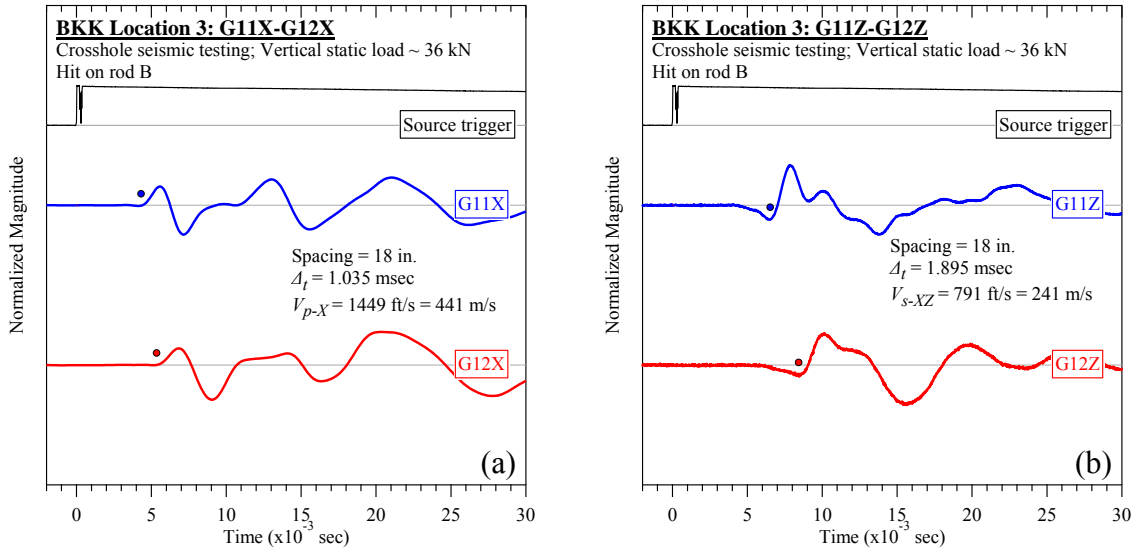 BKK Location 3: G11X-G12X
Crosshole seismic testing; Vertical static load ~ 36 kN
Hit on rod B
Source trigger
G11X
Spacing = 18 in.
Δt = 1.035 msec
Vp-X = 1449 ft/s = 441 m/s
G12X
(a)
Normalized Magnitude
0 5 10 15 20 25 30
Time (x10-3 sec)
BKK Location 3: G11Z-G12Z
Crosshole seismic testing; Vertical static load ~ 36 kN
Hit on rod B
Source trigger
G11Z
Spacing = 18 in.
Δt = 1.895 msec
Vs-XZ = 791 ft/s = 241 m/s
G12Z
(b)
Normalized Magnitude
0 5 10 15 20 25 30
Time (x10-3 sec)